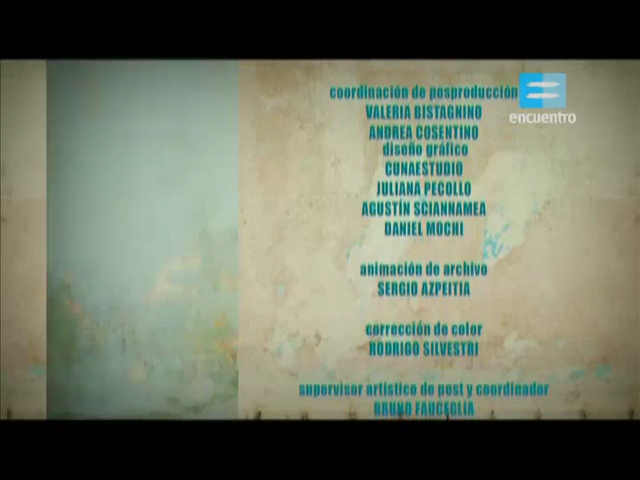 coordinación de posproducción
VALERIA BISTAGNINO
ANDREA COSENTINO
diseño gráfico
CUNAESTUDIO
JULIANA PECOLLO
AGUSTÍN SCIANNAMEA
DANIEL MOCHI
animación de archivo
SERGIO AZPEITIA
corrección de color
RODRIGO SILVESTRI
supervisor artístico de post y coordinador
BRUNO FAUCEGLIA
encuentro